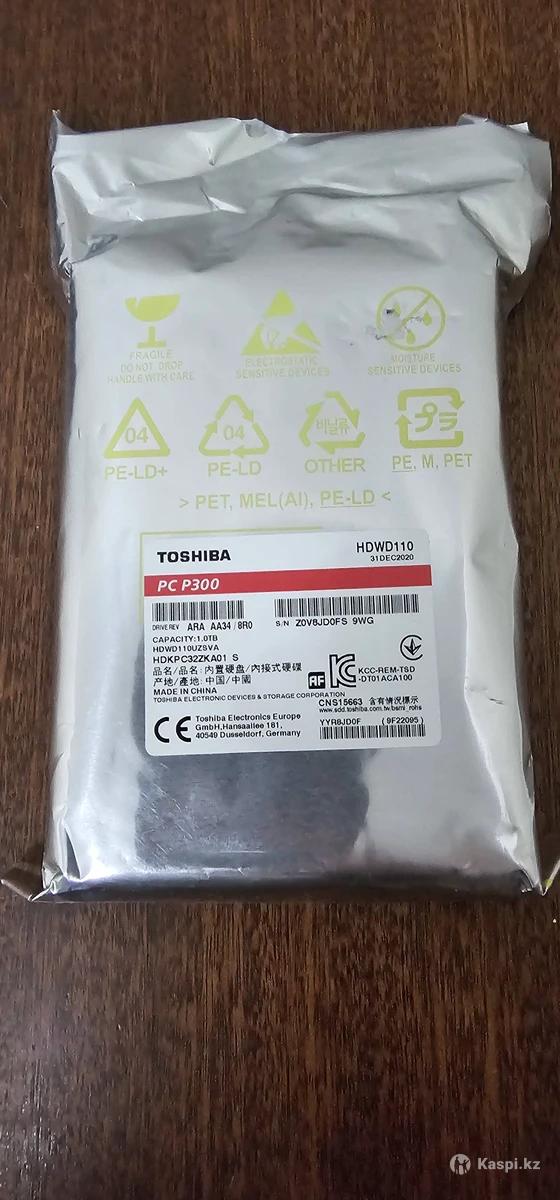 FRAGILE
DO NOT DROP
HANDLE WITH CARE
ELECTROSTATIC
SENSITIVE DEVICES
MOISTURE
SENSITIVE DEVICES
04
PE-LD+
04
PE-LD
비닐류
OTHER
プラ
PE, M, PET
> PET, MEL(Al), PE-LD <
TOSHIBA
HDWD110
31DEC2020
PC P300
DRIVE REV ARA AA34 / 8R0
S/N Z0V8JD0FS 9WG
CAPACITY:1.0TB
HDWD110UZSVA
HDKPC32ZKA01 S
品名/品名: 内置硬盘/內接式硬碟
产地/產地: 中国/中國
MADE IN CHINA
TOSHIBA ELECTRONIC DEVICES & STORAGE CORPORATION
AF
KCC-REM-TSD
-DT01ACA100
CNS15663 含有情況標示
www.sdd.toshiba.com.tw/bsmi_rohs
CE
Toshiba Electronics Europe
GmbH,Hansaallee 181,
40549 Dusseldorf, Germany
YYR8JD0F (9F22095)
Kaspi.kz